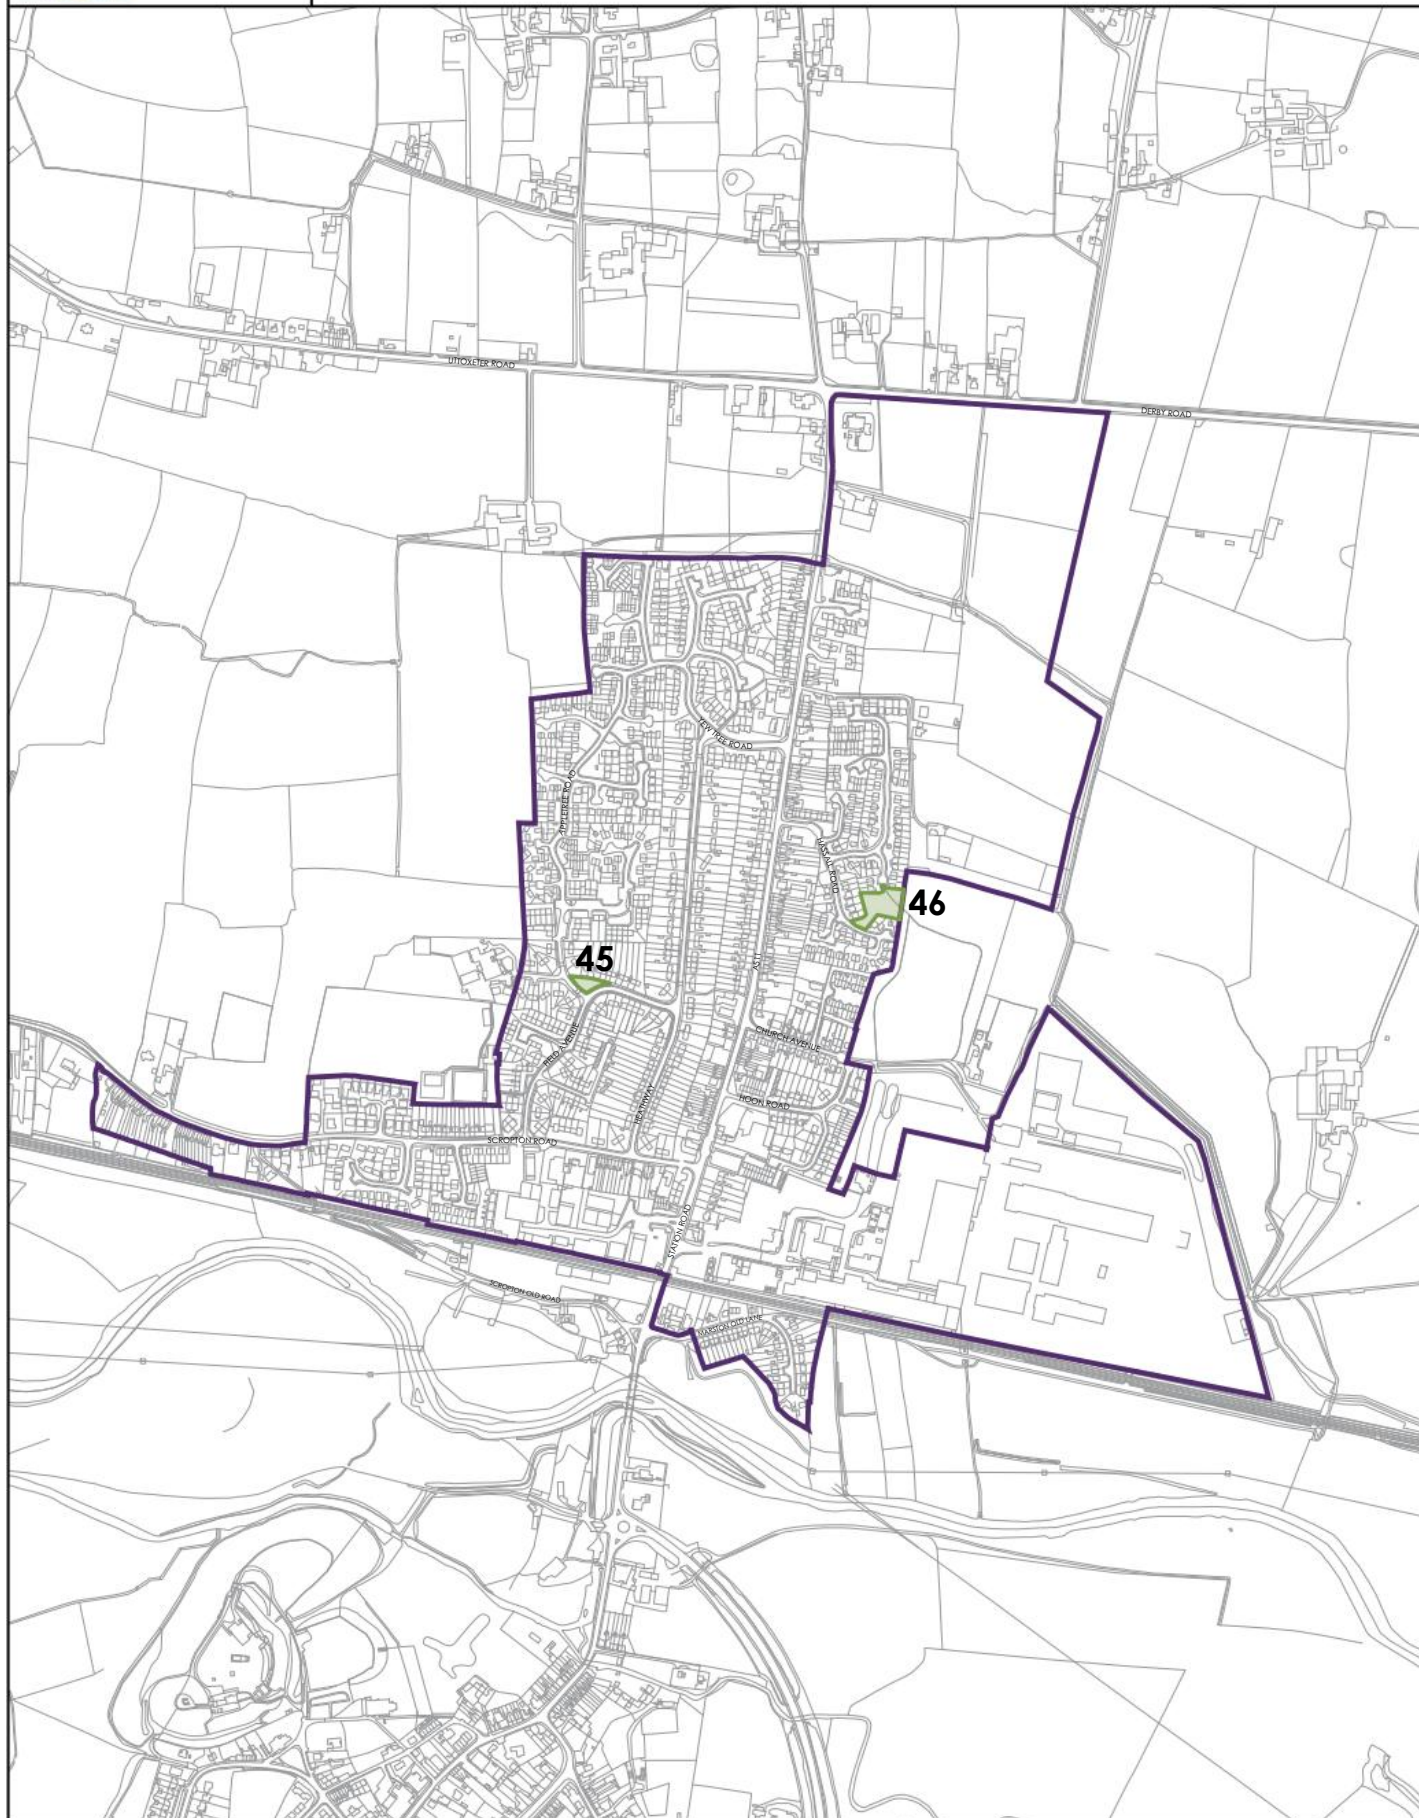 UTTOXETER ROAD
DERBY ROAD
YEW TREE ROAD
APPLETREE ROAD
HASSALL ROAD
46
45
CHURCH AVENUE
FIELD AVENUE
HEATHWAY
HOON ROAD
SCROPTON ROAD
STATION ROAD
SCROPTON OLD ROAD
MARSTON OLD LANE